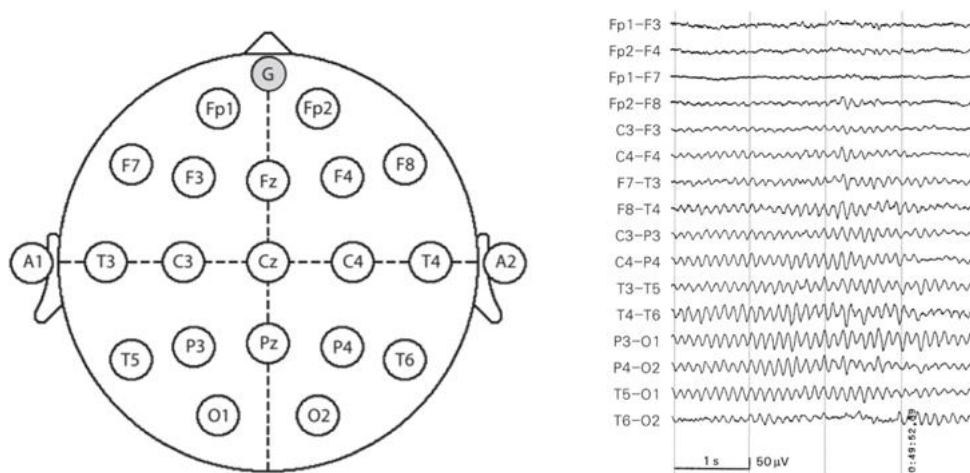 G
Fp1 Fp2
F7 F3 Fz F4 F8
A1 T3 C3 Cz C4 T4 A2
T5 P3 Pz P4 T6
O1 O2
Fp1–F3
Fp2–F4
Fp1–F7
Fp2–F8
C3–F3
C4–F4
F7–T3
F8–T4
C3–P3
C4–P4
T3–T5
T4–T6
P3–O1
P4–O2
T5–O1
T6–O2
1 s 50 μV